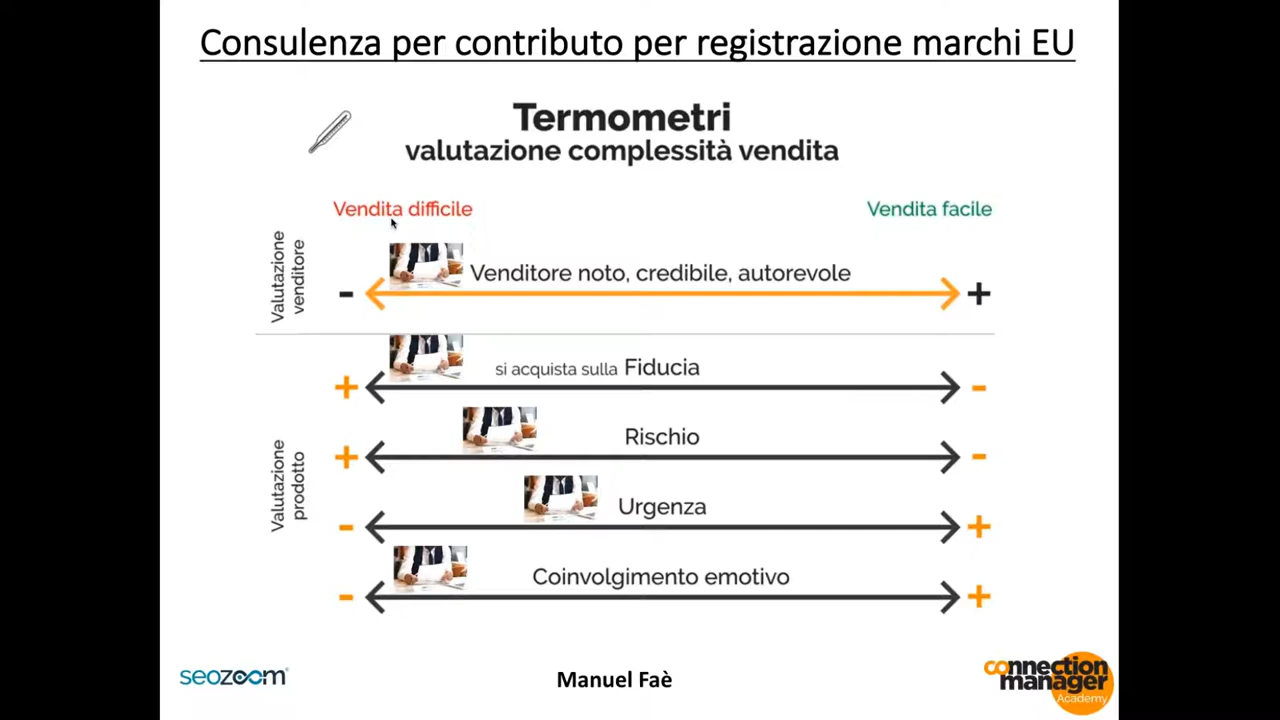 Consulenza per contributo per registrazione marchi EU
Termometri
valutazione complessità vendita
Vendita difficile
Vendita facile
Valutazione
venditore
Venditore noto, credibile, autorevole
- +
si acquista sulla Fiducia
+ -
Valutazione
prodotto
Rischio
+ -
Urgenza
- +
Coinvolgimento emotivo
- +
seozoom
Manuel Faè
connection
manager
Academy